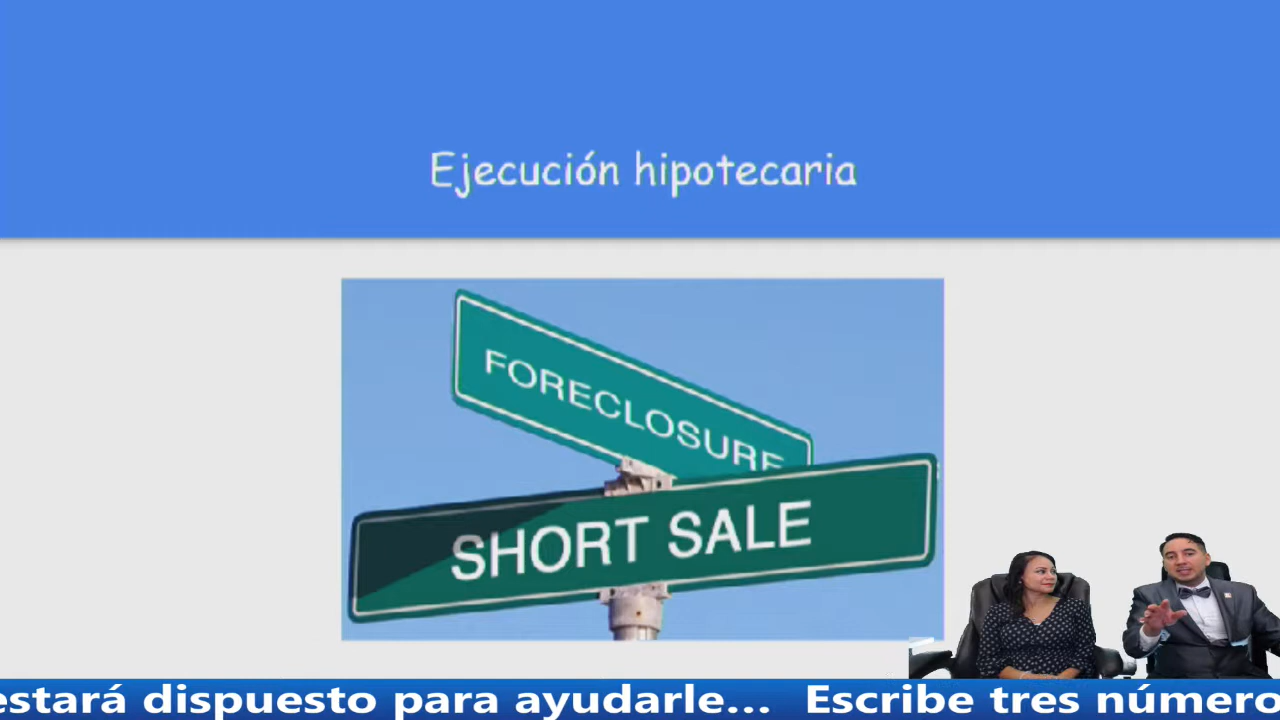 Ejecución hipotecaria
FORECLOSURE
SHORT SALE
estará dispuesto para ayudarle... Escribe tres número